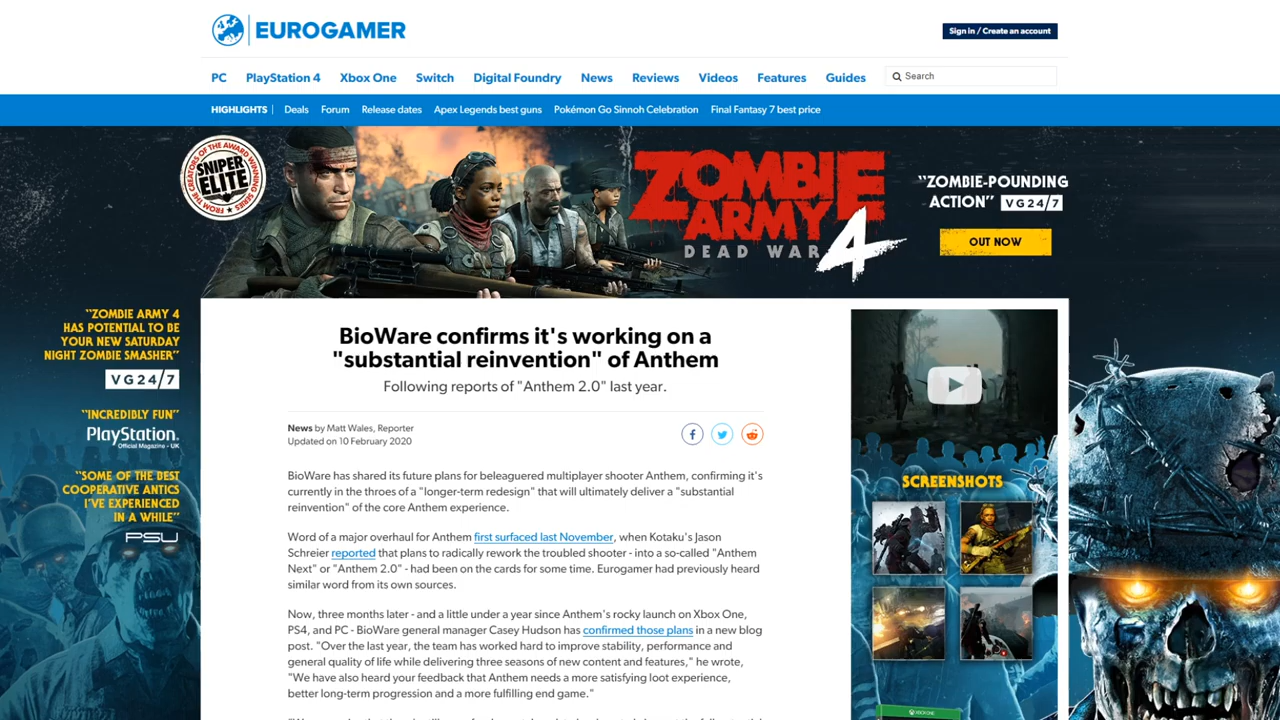 EUROGAMER
Sign in / Create an account
PC PlayStation 4 Xbox One Switch Digital Foundry News Reviews Videos Features Guides
Search
HIGHLIGHTS | Deals Forum Release dates Apex Legends best guns Pokémon Go Sinnoh Celebration Final Fantasy 7 best price
FROM THE CREATORS OF THE AWARD WINNING SERIES
SNIPER
ELITE
ZOMBIE
ARMY 4
DEAD WAR
"ZOMBIE-POUNDING
ACTION" VG24/7
OUT NOW
"ZOMBIE ARMY 4
HAS POTENTIAL TO BE
YOUR NEW SATURDAY
NIGHT ZOMBIE SMASHER"
VG24/7
"INCREDIBLY FUN"
PlayStation.
Official Magazine - UK
"SOME OF THE BEST
COOPERATIVE ANTICS
I'VE EXPERIENCED
IN A WHILE"
PSU
BioWare confirms it's working on a
"substantial reinvention" of Anthem
Following reports of "Anthem 2.0" last year.
News by Matt Wales, Reporter
Updated on 10 February 2020
BioWare has shared its future plans for beleaguered multiplayer shooter Anthem, confirming it's
currently in the throes of a "longer-term redesign" that will ultimately deliver a "substantial
reinvention" of the core Anthem experience.
Word of a major overhaul for Anthem first surfaced last November, when Kotaku's Jason
Schreier reported that plans to radically rework the troubled shooter - into a so-called "Anthem
Next" or "Anthem 2.0" - had been on the cards for some time. Eurogamer had previously heard
similar word from its own sources.
Now, three months later - and a little under a year since Anthem's rocky launch on Xbox One,
PS4, and PC - BioWare general manager Casey Hudson has confirmed those plans in a new blog
post. "Over the last year, the team has worked hard to improve stability, performance and
general quality of life while delivering three seasons of new content and features," he wrote,
"We have also heard your feedback that Anthem needs a more satisfying loot experience,
better long-term progression and a more fulfilling end game."
SCREENSHOTS
XBOX ONE